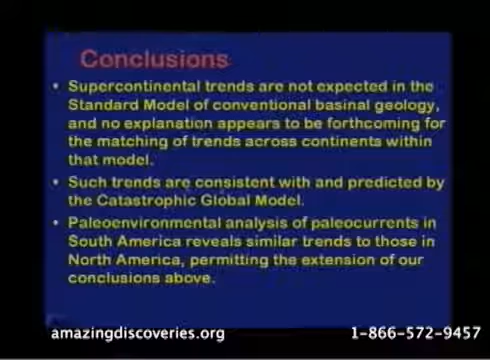 Conclusions
• Supercontinental trends are not expected in the
Standard Model of conventional basinal geology,
and no explanation appears to be forthcoming for
the matching of trends across continents within
that model.
• Such trends are consistent with and predicted by
the Catastrophic Global Model.
• Paleoenvironmental analysis of paleocurrents in
South America reveals similar trends to those in
North America, permitting the extension of our
conclusions above.
amazingdiscoveries.org 1-866-572-9457